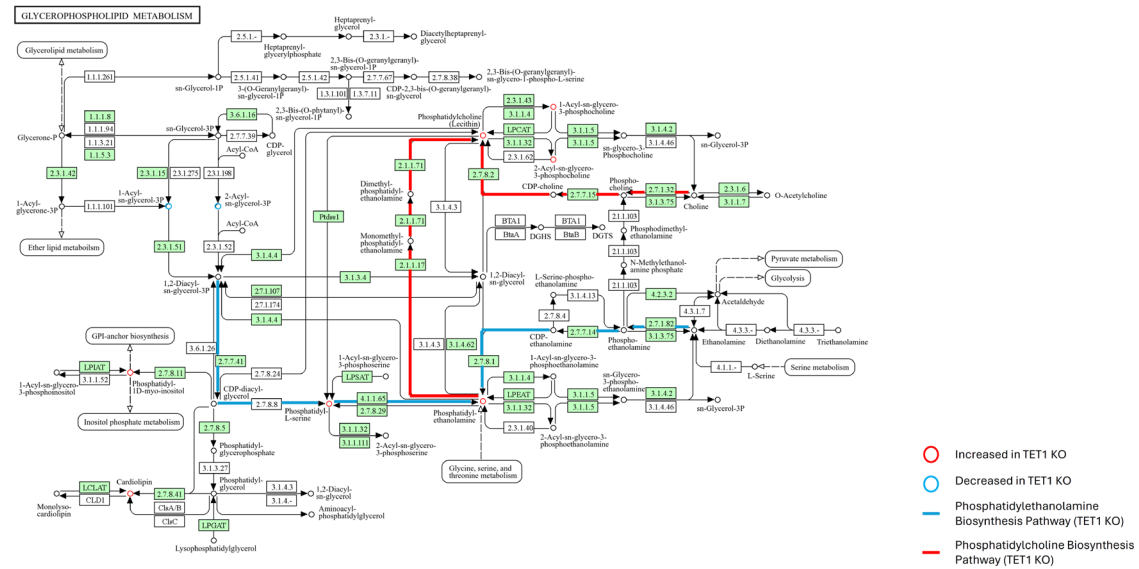 GLYCEROPHOSPHOLIPID METABOLISM
Glycerolipid metabolism
1.1.1.261
sn-Glycerol-1P
2.5.1.-
Heptaprenyl-
glycerylphosphate
Heptaprenyl-
glycerol
2.3.1.-
Diacetylheptaprenyl-
glycerol
2.5.1.41
3-(O-Geranylgeranyl)-
sn-glycerol-1P
2.5.1.42
2,3-Bis-(O-geranylgeranyl)-
sn-glycerol-1P
2.7.7.67
CDP-2,3-bis-(O-geranylgeranyl)-
sn-glycerol
2.7.8.38
2,3-Bis-(O-geranylgeranyl)-
sn-glycero-1-phospho-L-serine
1.3.1.101
1.3.7.11
2,3-Bis-(O-phytanyl)-
sn-glycerol-1P
Glycerone-P
1.1.1.8
1.1.1.94
1.1.3.21
1.1.5.3
sn-Glycerol-3P
3.6.1.16
2.7.7.39
CDP-
glycerol
Acyl-CoA
2.3.1.42
2.3.1.15
2.3.1.275
2.3.1.198
1-Acyl-
glycerone-3P
1.1.1.101
1-Acyl-
sn-glycerol-3P
2-Acyl-
sn-glycerol-3P
Acyl-CoA
Ether lipid metabolism
2.3.1.51
2.3.1.52
3.1.4.4
1,2-Diacyl-
sn-glycerol-3P
3.1.3.4
2.7.1.107
2.7.1.174
3.1.4.4
Ptdss1
Phosphatidylcholine
(Lecithin)
2.1.1.71
Dimethyl-
phosphatidyl-
ethanolamine
2.1.1.71
Monomethyl-
phosphatidyl-
ethanolamine
2.1.1.17
3.1.4.3
2.3.1.43
3.1.1.4
LPCAT
3.1.1.32
2.3.1.62
1-Acyl-sn-glycero-
3-phosphocholine
2-Acyl-sn-glycero-
3-phosphocholine
3.1.1.5
3.1.1.5
sn-glycero-3-
Phosphocholine
3.1.4.2
3.1.4.46
sn-Glycerol-3P
2.7.8.2
CDP-choline
2.7.7.15
Phospho-
choline
2.7.1.32
3.1.3.75
Choline
2.3.1.6
3.1.1.7
O-Acetylcholine
BTA1
BtaA
DGHS
BTA1
BtaB
DGTS
2.1.1.103
Phosphodimethyl-
ethanolamine
2.1.1.103
N-Methylethanol-
amine phosphate
2.1.1.103
1,2-Diacyl-
sn-glycerol
L-Serine-phospho-
ethanolamine
3.1.4.13
2.7.8.4
CDP-
ethanolamine
2.7.7.14
Phospho-
ethanolamine
4.2.3.2
2.7.1.82
3.1.3.75
Pyruvate metabolism
Glycolysis
Acetaldehyde
4.3.1.7
Ethanolamine
4.3.3.-
Diethanolamine
4.3.3.-
Triethanolamine
4.1.1.-
L-Serine
Serine metabolism
GPI-anchor biosynthesis
3.6.1.26
2.7.7.41
2.7.8.24
3.1.4.3
3.1.4.62
2.7.8.1
LPIAT
3.1.1.52
1-Acyl-sn-glycero-
3-phosphoinositol
Phosphatidyl-
1D-myo-inositol
2.7.8.11
CDP-diacyl-
glycerol
1-Acyl-sn-glycero-
3-phosphoserine
LPSAT
2.7.8.8
Phosphatidyl-
L-serine
4.1.1.65
2.7.8.29
Phosphatidyl-
ethanolamine
3.1.1.32
3.1.1.111
2-Acyl-sn-glycero-
3-phosphoserine
1-Acyl-sn-glycero-3-
phosphoethanolamine
3.1.1.4
LPEAT
3.1.1.32
2.3.1.40
2-Acyl-sn-glycero-3-
phosphoethanolamine
3.1.1.5
3.1.1.5
sn-Glycero-
3-phospho-
ethanolamine
3.1.4.2
3.1.4.46
sn-Glycerol-3P
Inositol phosphate metabolism
Glycine, serine, and
threonine metabolism
2.7.8.5
Phosphatidyl-
glycerophosphate
3.1.3.27
Phosphatidyl-
glycerol
LCLAT
CLD1
Monolyso-
cardiolipin
Cardiolipin
2.7.8.41
ClsA/B
ClsC
3.1.4.3
3.1.4.-
1,2-Diacyl-
sn-glycerol
Aminoacyl-
phosphatidylglycerol
LPGAT
Lysophosphatidylglycerol
Increased in TET1 KO
Decreased in TET1 KO
Phosphatidylethanolamine
Biosynthesis Pathway (TET1 KO)
Phosphatidylcholine Biosynthesis
Pathway (TET1 KO)